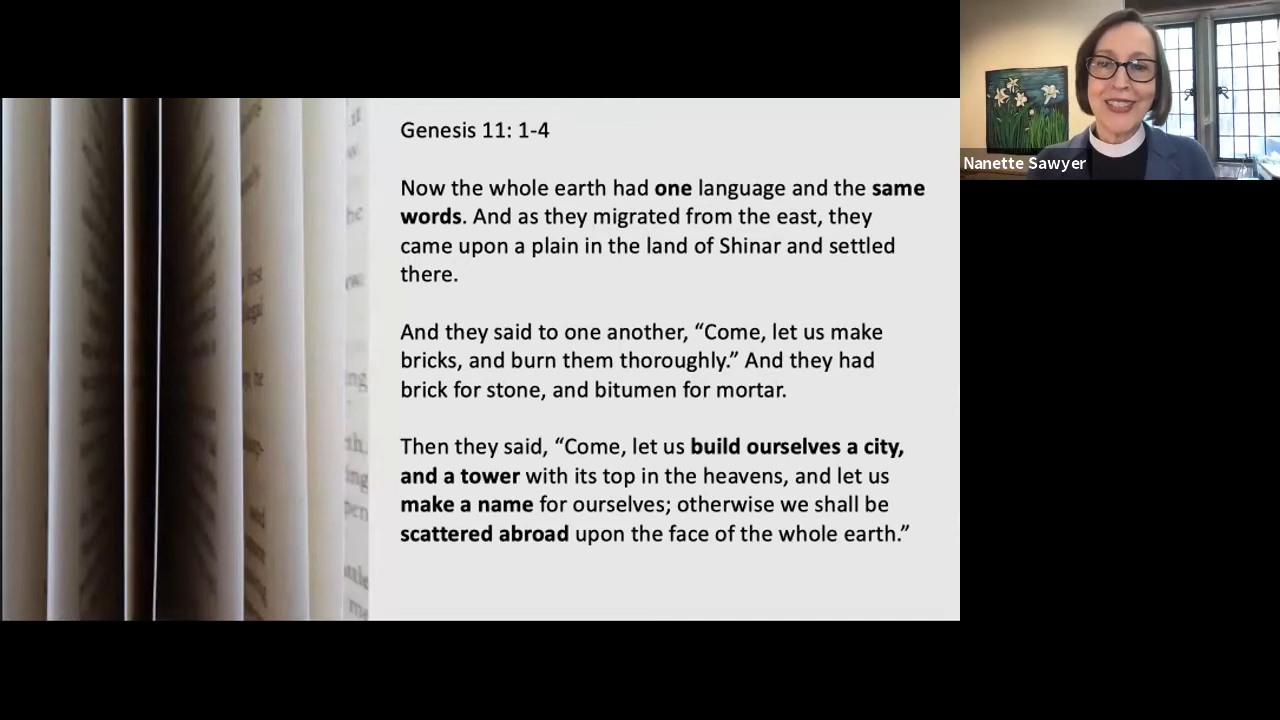 Genesis 11: 1-4
Now the whole earth had one language and the same
words. And as they migrated from the east, they
came upon a plain in the land of Shinar and settled
there.
And they said to one another, “Come, let us make
bricks, and burn them thoroughly.” And they had
brick for stone, and bitumen for mortar.
Then they said, “Come, let us build ourselves a city,
and a tower with its top in the heavens, and let us
make a name for ourselves; otherwise we shall be
scattered abroad upon the face of the whole earth.”
Nanette Sawyer